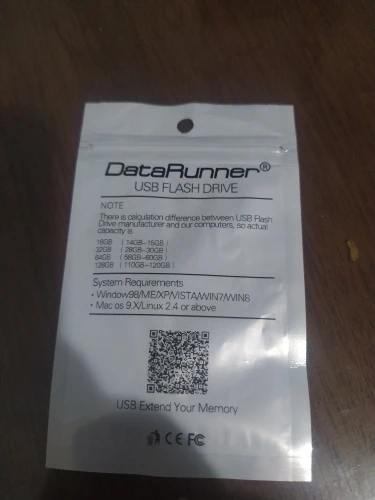 DataRunner®
USB FLASH DRIVE
NOTE
There is calculation difference between USB Flash
Drive manufacturer and our computers, so actual
capacity is
16GB ( 14GB-15GB )
32GB ( 28GB-30GB )
64GB ( 58GB-60GB )
128GB ( 110GB-120GB )
System Requirements
· Window98/ME/XP/VISTA/WIN7/WIN8
· Mac os 9.X/Linux 2.4 or above
USB Extend Your Memory
CE FC